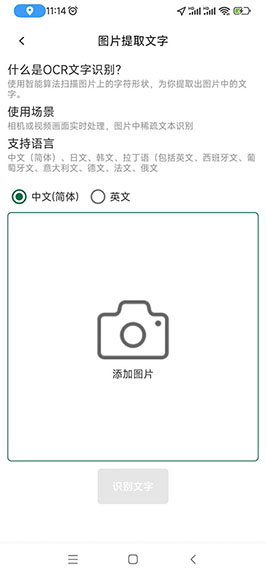 11:14
图片提取文字
什么是OCR文字识别？
使用智能算法扫描图片上的字符形状，为你提取出图片中的文
字。
使用场景
相机或视频画面实时处理，图片中稀疏文本识别
支持语言
中文（简体）、日文、韩文、拉丁语（包括英文、西班牙文、葡
萄牙文、意大利文、德文、法文、俄文
中文(简体)
英文
添加图片
识别文字